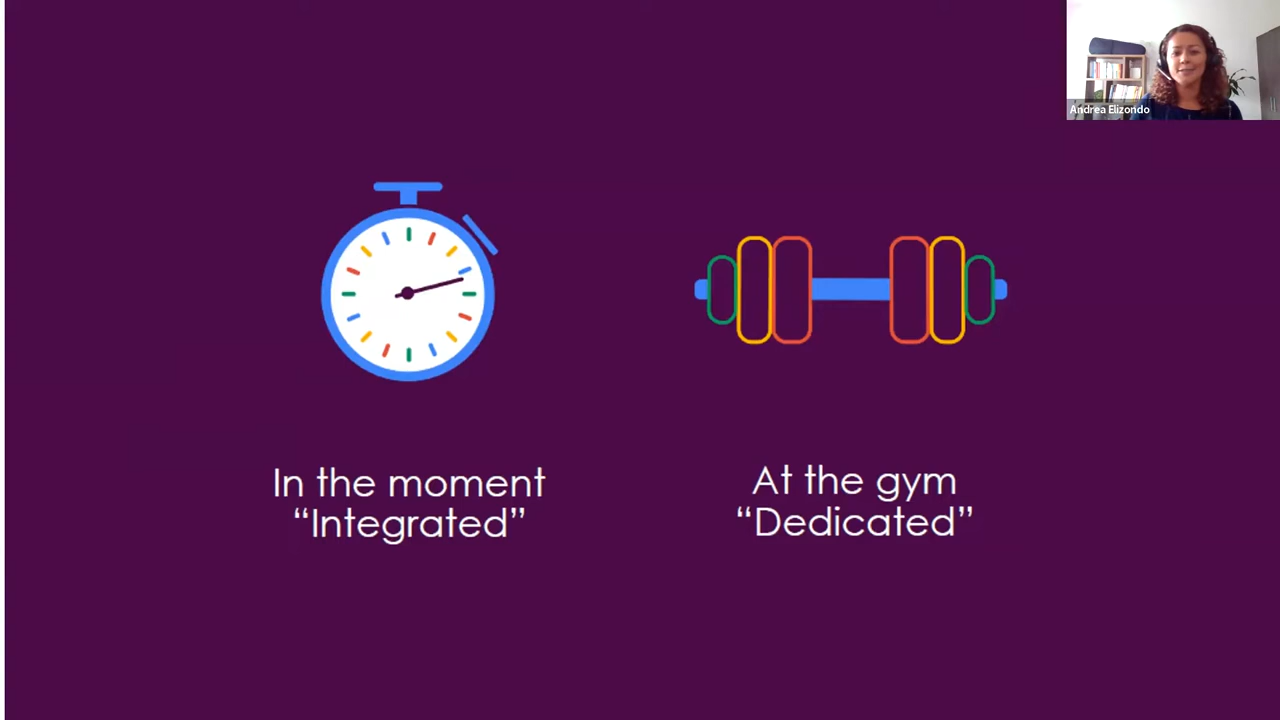 Andrea Elizondo
In the moment
“Integrated”
At the gym
“Dedicated”